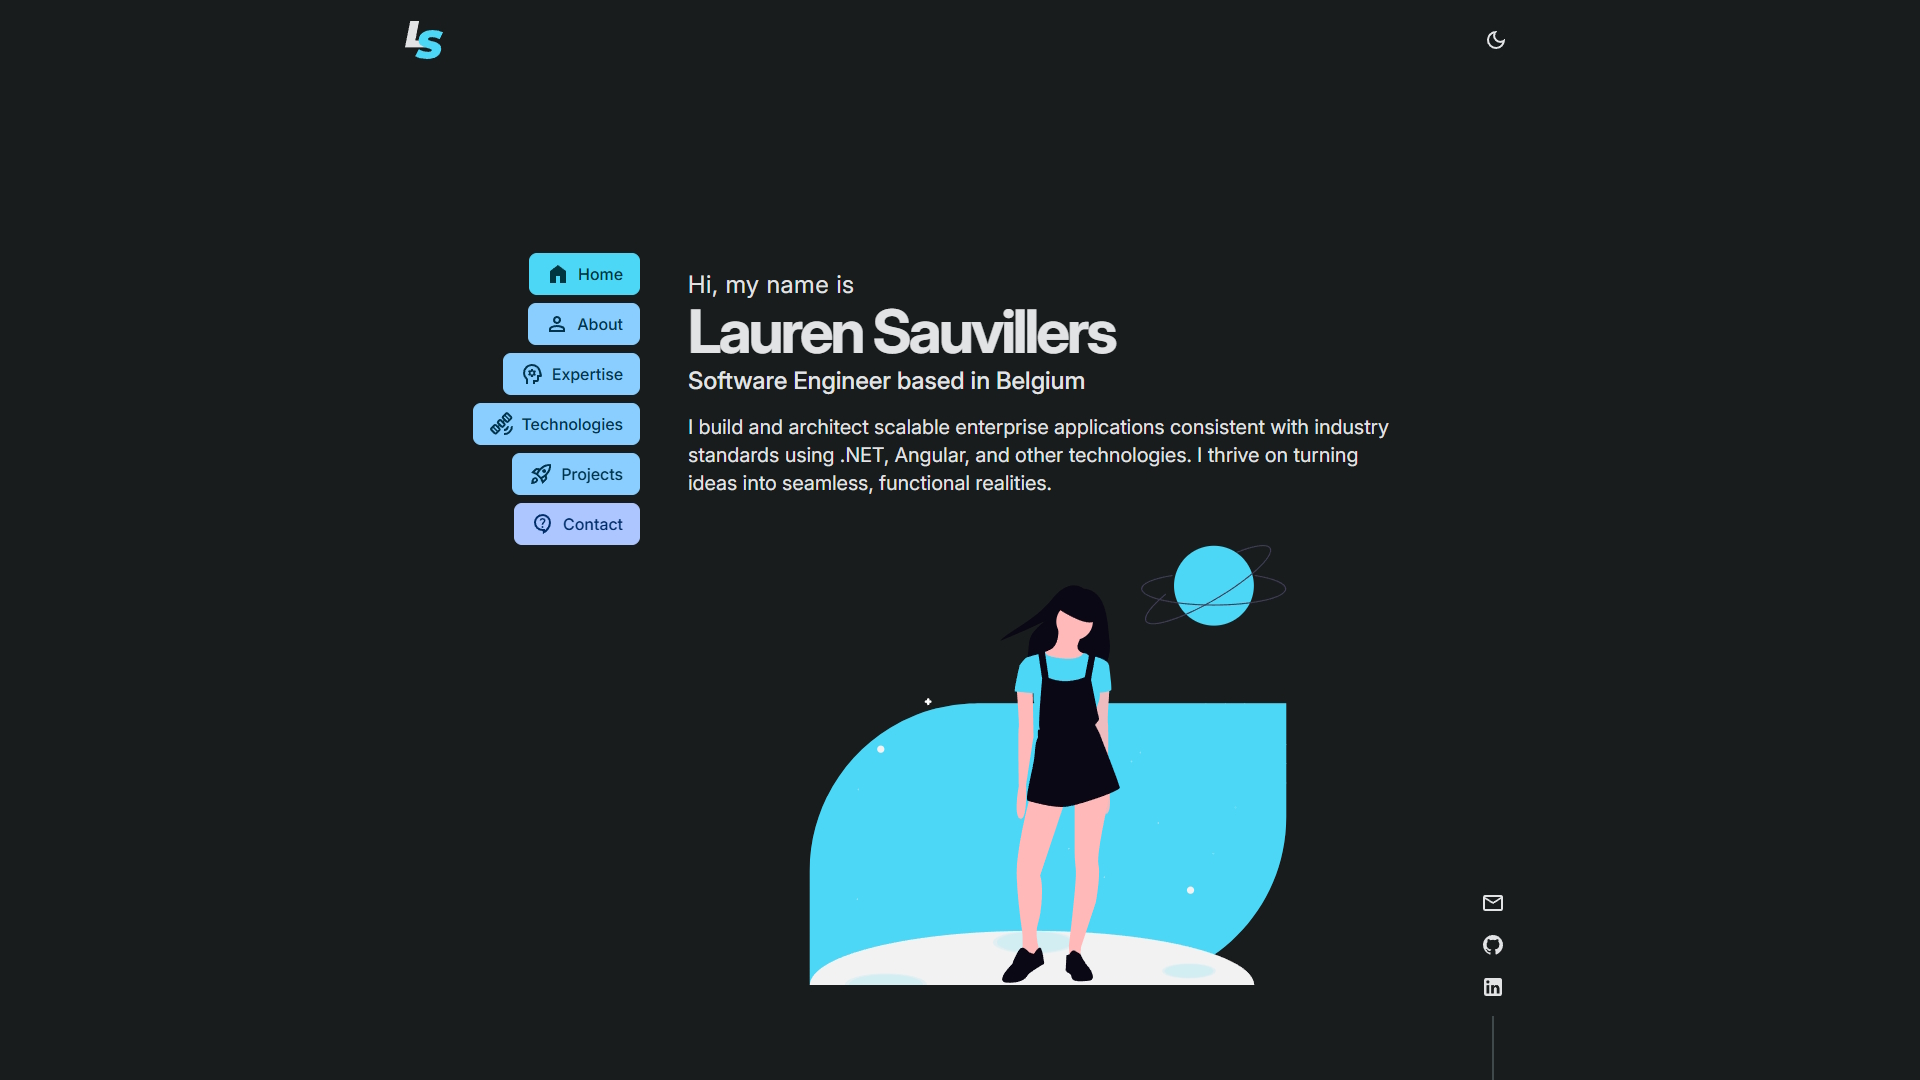 LS
Home
About
Expertise
Technologies
Projects
Contact
Hi, my name is
Lauren Sauvillers
Software Engineer based in Belgium
I build and architect scalable enterprise applications consistent with industry
standards using .NET, Angular, and other technologies. I thrive on turning
ideas into seamless, functional realities.
in